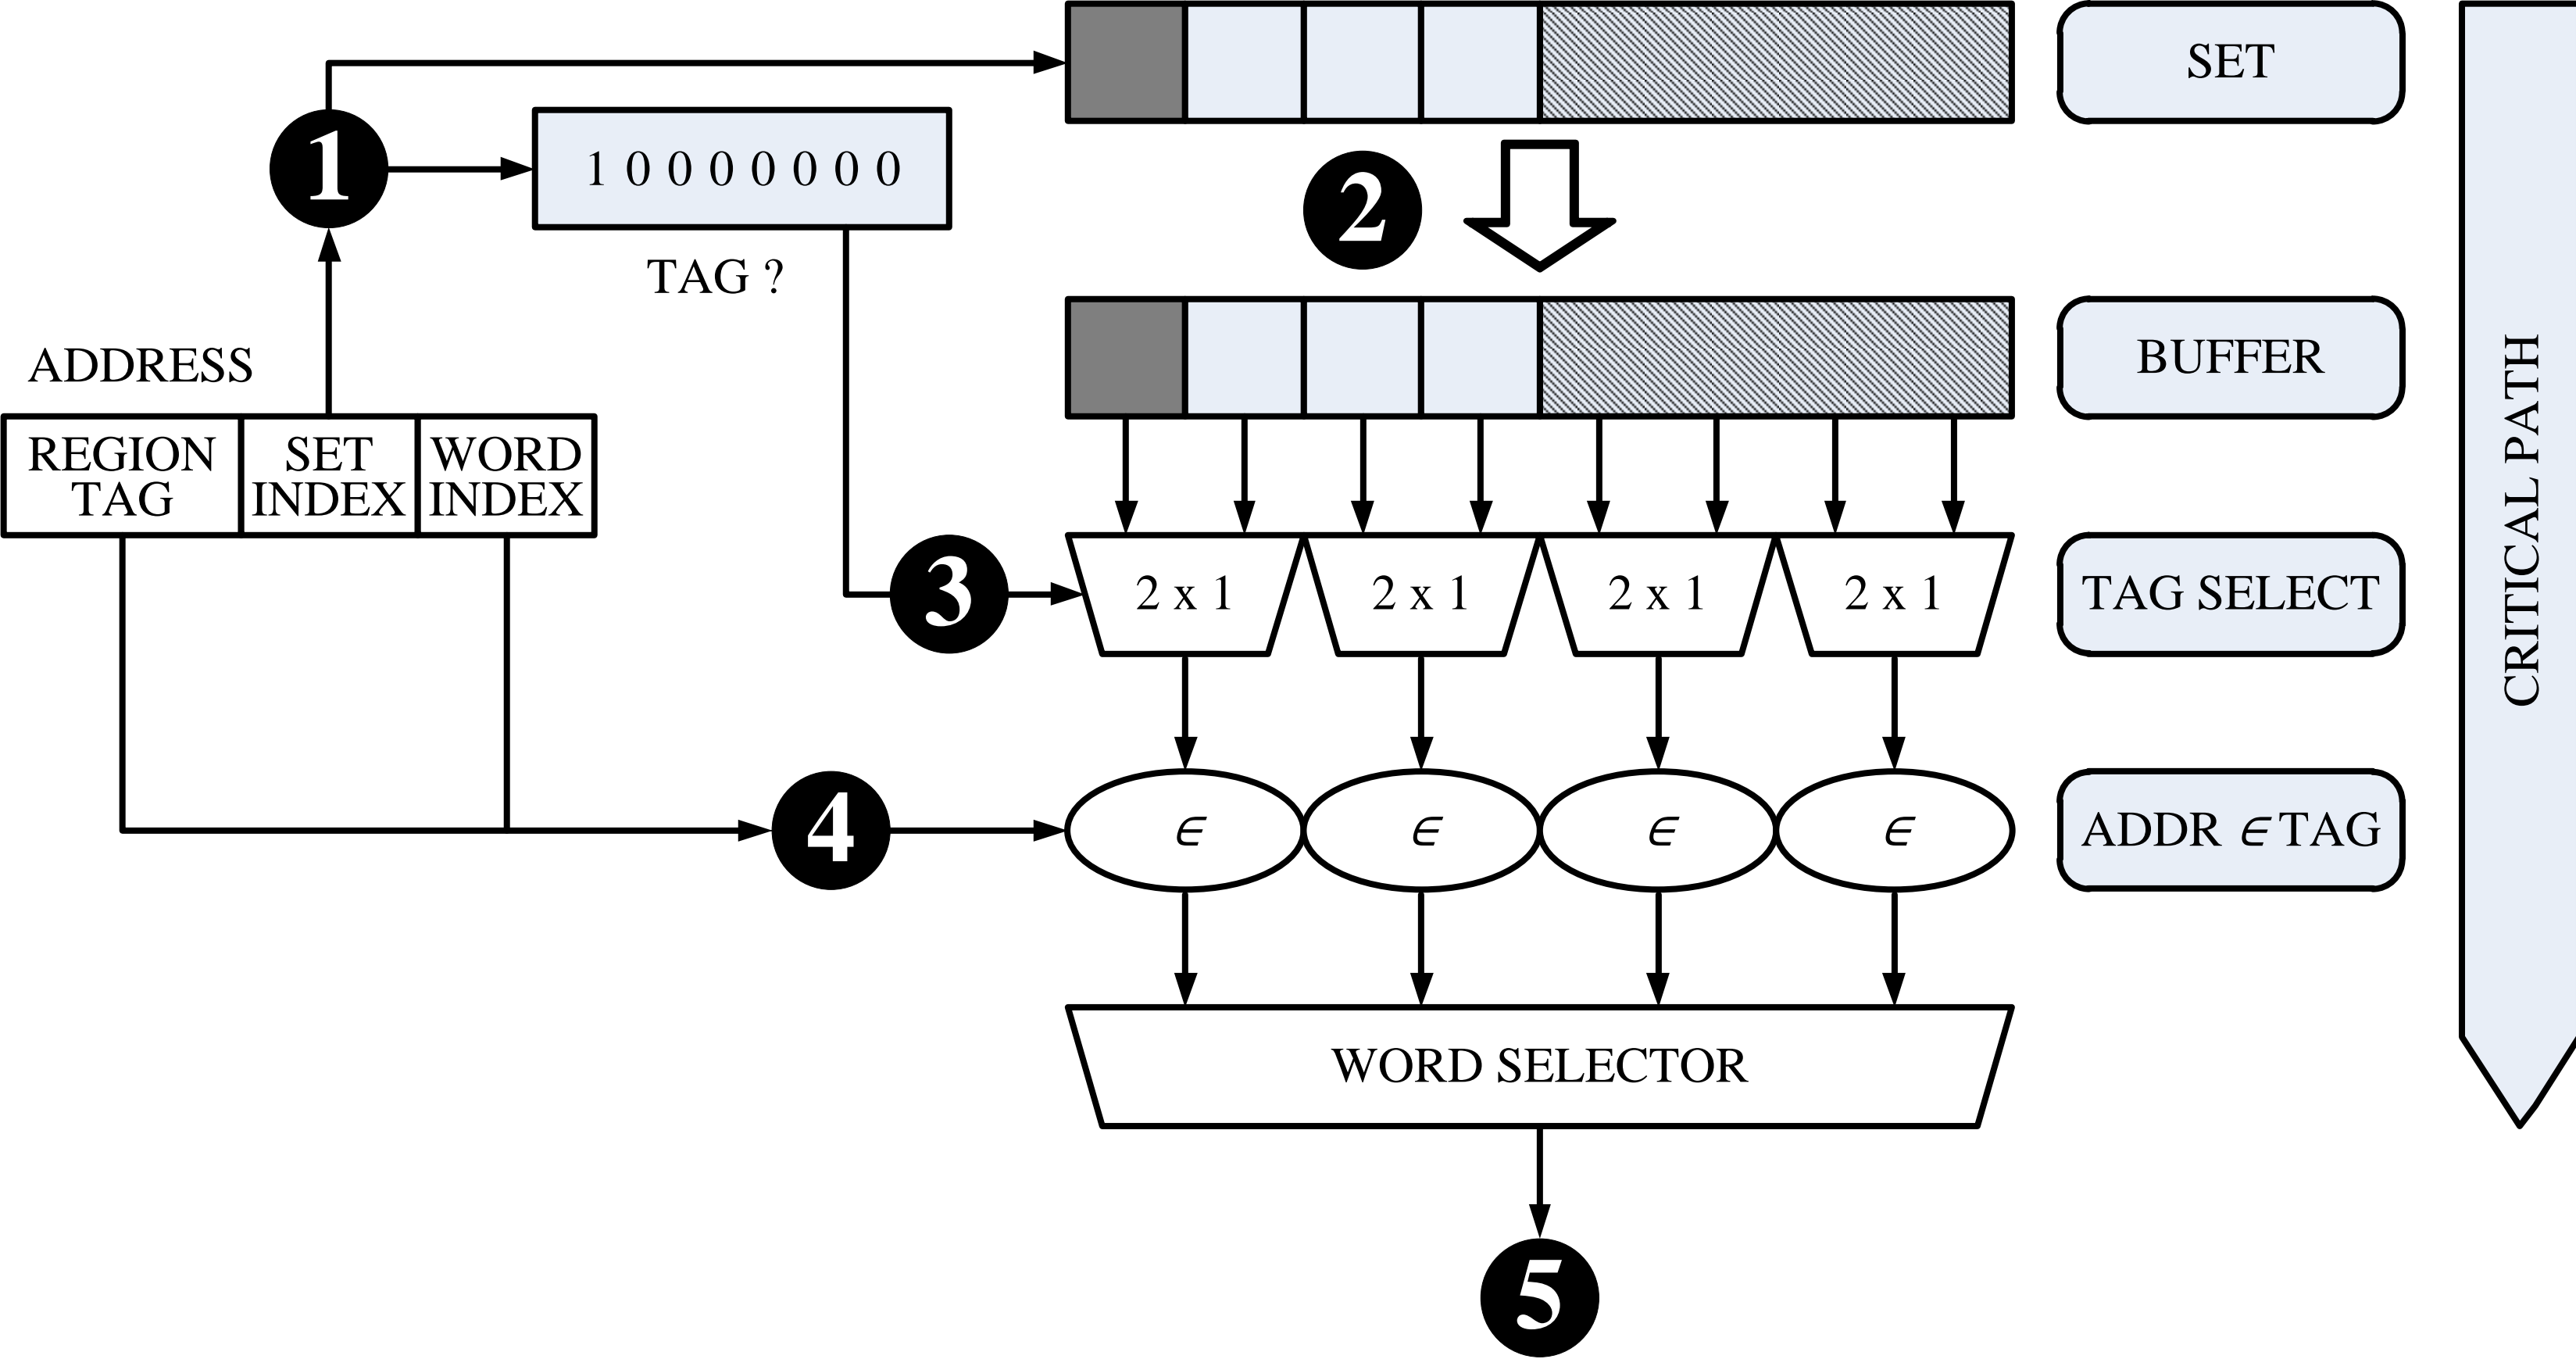 SET
1
1 0 0 0 0 0 0 0
2
TAG ?
ADDRESS
BUFFER
REGION TAG
SET INDEX
WORD INDEX
CRITICAL PATH
3
2 x 1
2 x 1
2 x 1
2 x 1
TAG SELECT
4
∈
∈
∈
∈
ADDR ∈ TAG
WORD SELECTOR
5